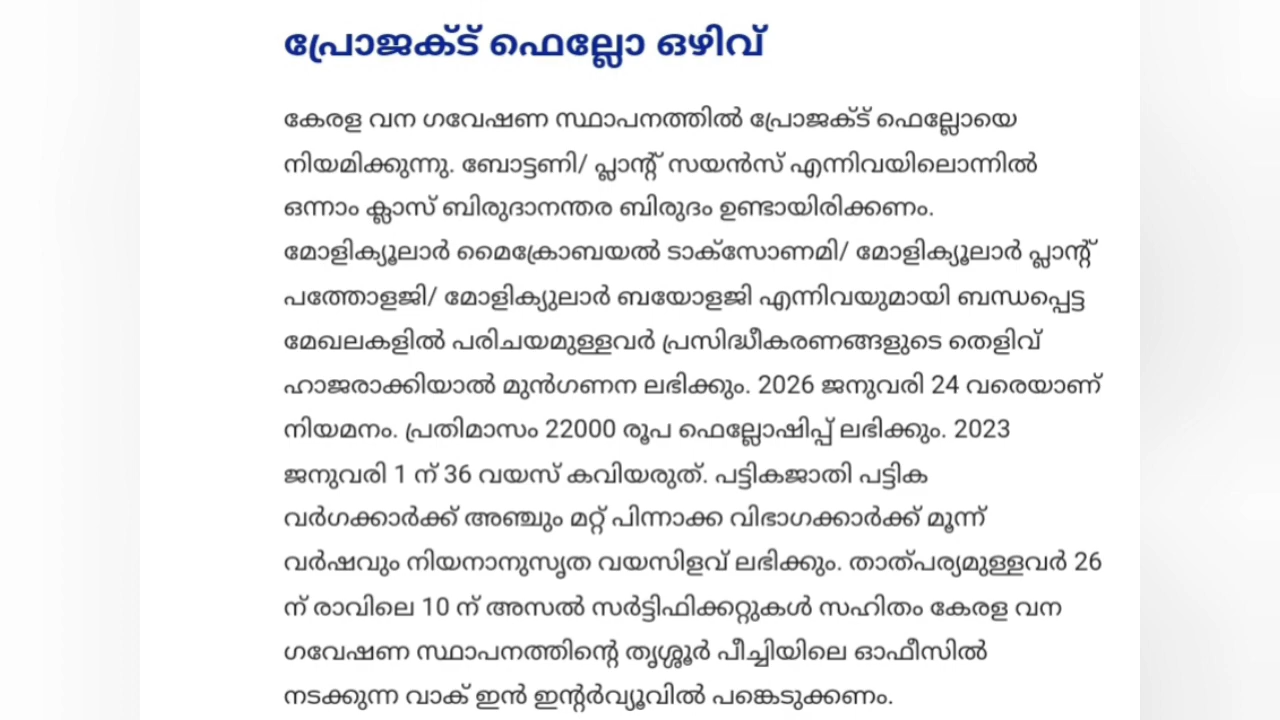 പ്രോജക്ട് ഫെല്ലോ ഒഴിവ്
കേരള വന ഗവേഷണ സ്ഥാപനത്തിൽ പ്രോജക്ട് ഫെല്ലോയെ
നിയമിക്കുന്നു. ബോട്ടണി/ പ്ലാന്റ് സയൻസ് എന്നിവയിലൊന്നിൽ
ഒന്നാം ക്ലാസ് ബിരുദാനന്തര ബിരുദം ഉണ്ടായിരിക്കണം.
മോളിക്യൂലാർ മൈക്രോബയൽ ടാക്സോണമി/ മോളിക്യൂലാർ പ്ലാന്റ്
പത്തോളജി/ മോളിക്യുലാർ ബയോളജി എന്നിവയുമായി ബന്ധപ്പെട്ട
മേഖലകളിൽ പരിചയമുള്ളവർ പ്രസിദ്ധീകരണങ്ങളുടെ തെളിവ്
ഹാജരാക്കിയാൽ മുൻഗണന ലഭിക്കും. 2026 ജനുവരി 24 വരെയാണ്
നിയമനം. പ്രതിമാസം 22000 രൂപ ഫെല്ലോഷിപ്പ് ലഭിക്കും. 2023
ജനുവരി 1 ന് 36 വയസ് കവിയരുത്. പട്ടികജാതി പട്ടിക
വർഗക്കാർക്ക് അഞ്ചും മറ്റ് പിന്നാക്ക വിഭാഗക്കാർക്ക് മൂന്ന്
വർഷവും നിയനാനുസൃത വയസിളവ് ലഭിക്കും. താത്പര്യമുള്ളവർ 26
ന് രാവിലെ 10 ന് അസൽ സർട്ടിഫിക്കറ്റുകൾ സഹിതം കേരള വന
ഗവേഷണ സ്ഥാപനത്തിന്റെ തൃശ്ശൂർ പീച്ചിയിലെ ഓഫീസിൽ
നടക്കുന്ന വാക് ഇൻ ഇന്റർവ്യൂവിൽ പങ്കെടുക്കണം.